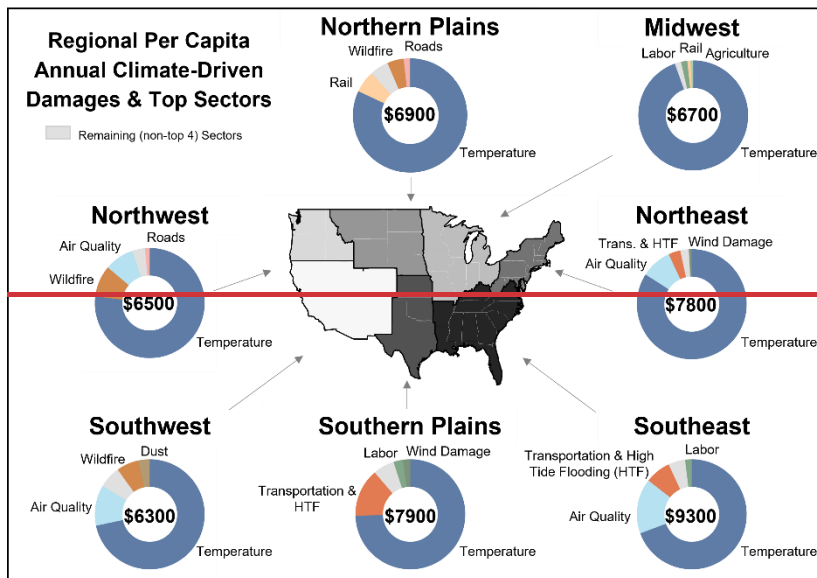 Regional Per Capita
Annual Climate-Driven
Damages & Top Sectors
Remaining (non-top 4) Sectors
Northern Plains
Wildfire
Roads
Rail
$6900
Temperature
Midwest
Labor
Rail
Agriculture
$6700
Temperature
Northwest
Air Quality
Roads
Wildfire
$6500
Temperature
Northeast
Trans. & HTF
Wind Damage
Air Quality
$7800
Temperature
Southwest
Wildfire
Dust
Air Quality
$6300
Temperature
Southern Plains
Labor
Wind Damage
Transportation &
HTF
$7900
Temperature
Southeast
Transportation & High
Tide Flooding (HTF)
Labor
Air Quality
$9300
Temperature